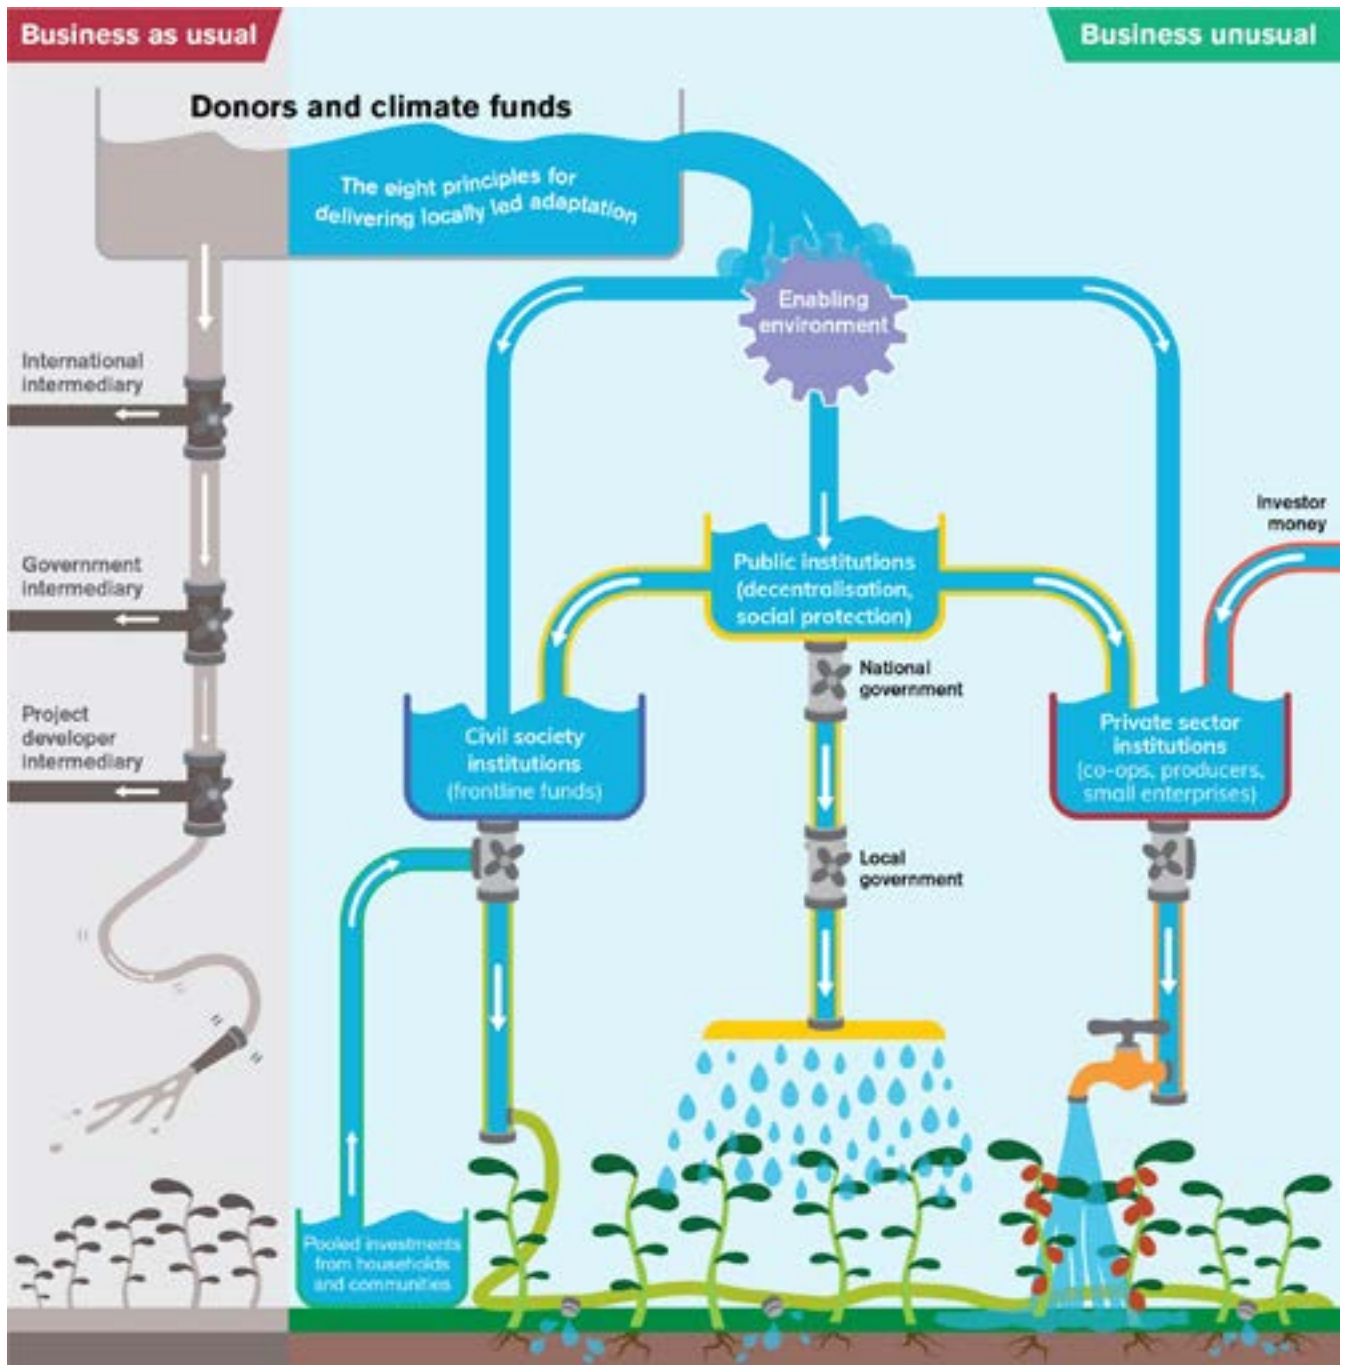 Business as usual
Business unusual
Donors and climate funds
The eight principles for
delivering locally led adaptation
Enabling
environment
International
intermediary
Government
intermediary
Project
developer
intermediary
Investor
money
Public institutions
(decentralisation,
social protection)
National
government
Civil society
institutions
(frontline funds)
Private sector
institutions
(co-ops, producers,
small enterprises)
Local
government
Pooled investments
from households
and communities